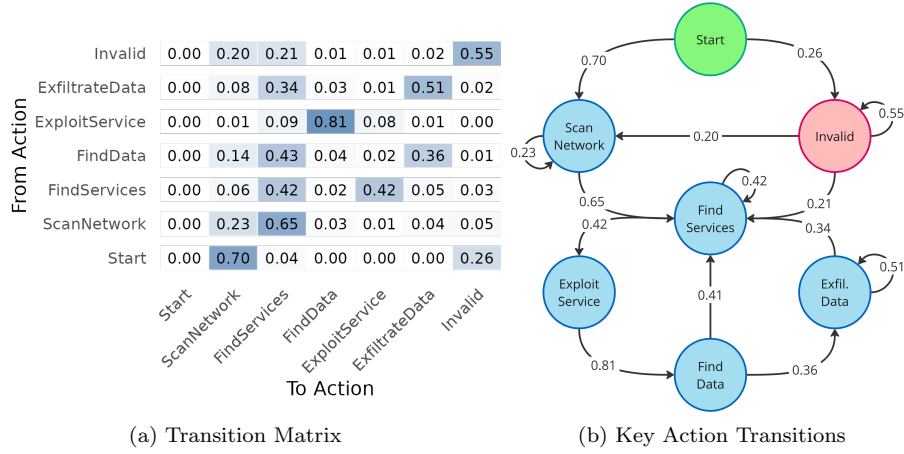 From Action
Invalid 0.00 0.20 0.21 0.01 0.01 0.02 0.55
ExfiltrateData 0.00 0.08 0.34 0.03 0.01 0.51 0.02
ExploitService 0.00 0.01 0.09 0.81 0.08 0.01 0.00
FindData 0.00 0.14 0.43 0.04 0.02 0.36 0.01
FindServices 0.00 0.06 0.42 0.02 0.42 0.05 0.03
ScanNetwork 0.00 0.23 0.65 0.03 0.01 0.04 0.05
Start 0.00 0.70 0.04 0.00 0.00 0.00 0.26
Start ScanNetwork FindServices FindData ExploitService ExfiltrateData Invalid
To Action
(a) Transition Matrix
Start
0.70
0.26
Scan
Network
0.23
0.20
Invalid
0.55
0.65
0.42
Find
Services
0.42
0.21
0.34
Exploit
Service
0.41
Exfil.
Data
0.51
0.81
Find
Data
0.36
(b) Key Action Transitions